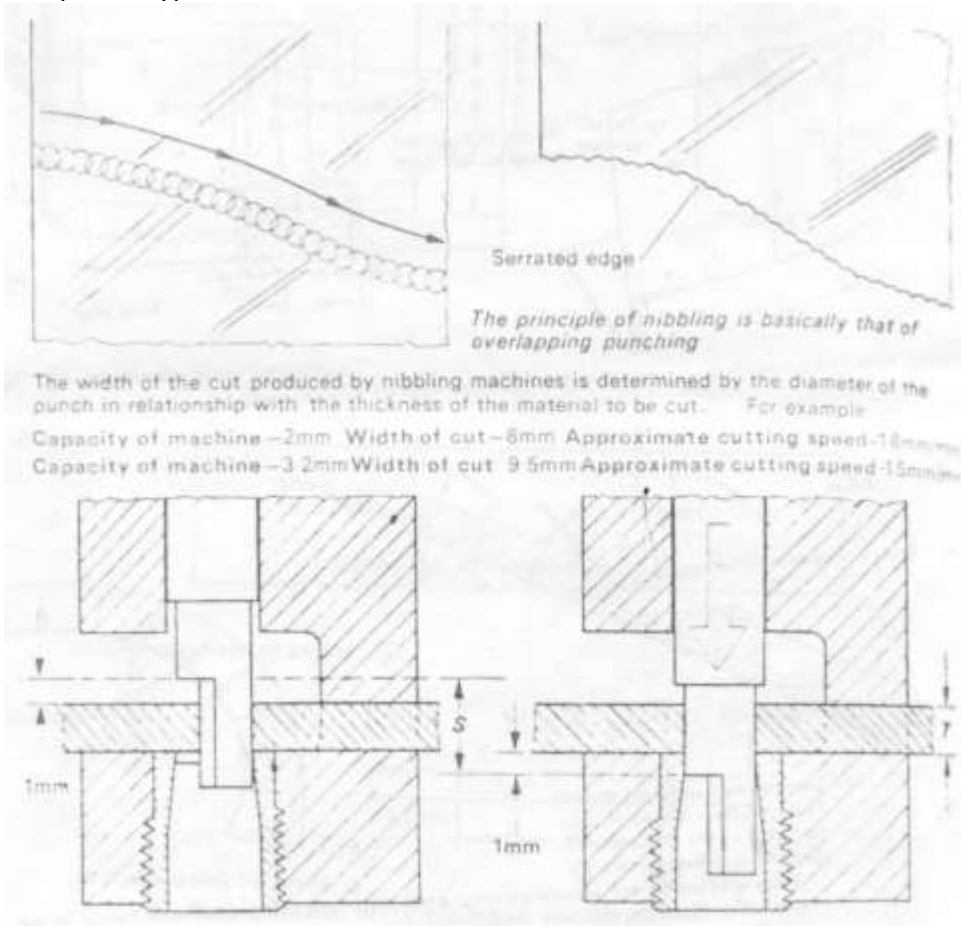 Serrated edge
The principle of nibbling is basically that of
overlapping punching
The width of the cut produced by nibbling machines is determined by the diameter of the
punch in relationship with the thickness of the material to be cut. For example
Capacity of machine–2mm Width of cut–8mm Approximate cutting speed-
Capacity of machine–3 2mm Width of cut 9 5mm Approximate cutting speed-15
S
T
1mm
1mm